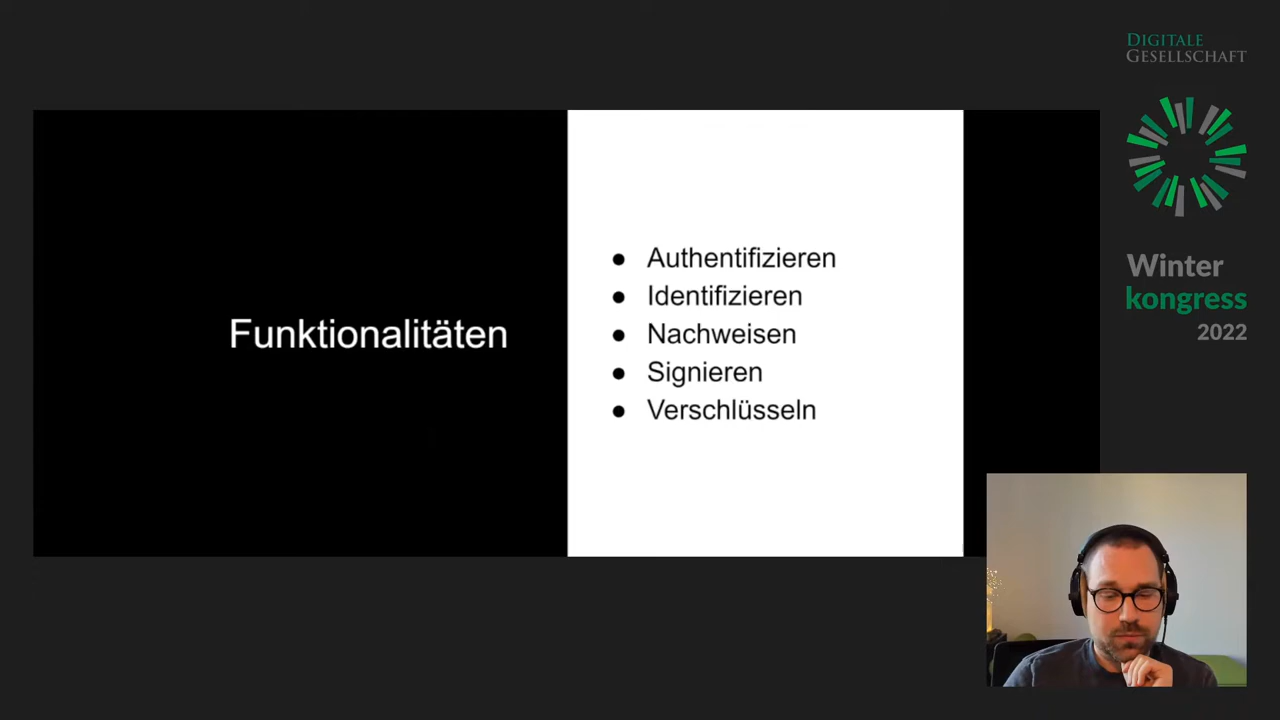 DIGITALE
GESELLSCHAFT
Winter
kongress
2022
Funktionalitäten
● Authentifizieren
● Identifizieren
● Nachweisen
● Signieren
● Verschlüsseln